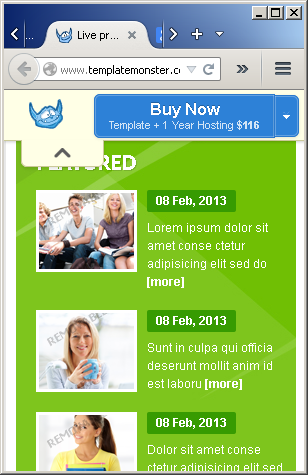 Live pr...
www.templatemonster.c
Buy Now
Template + 1 Year Hosting $116
FEATURED
08 Feb, 2013
Lorem ipsum dolor sit
amet conse ctetur
adipisicing elit sed do
[more]
08 Feb, 2013
Sunt in culpa qui officia
deserunt mollit anim id
est laboru [more]
08 Feb, 2013
Dolor sit amet conse
ctetur adipisicing elit sed